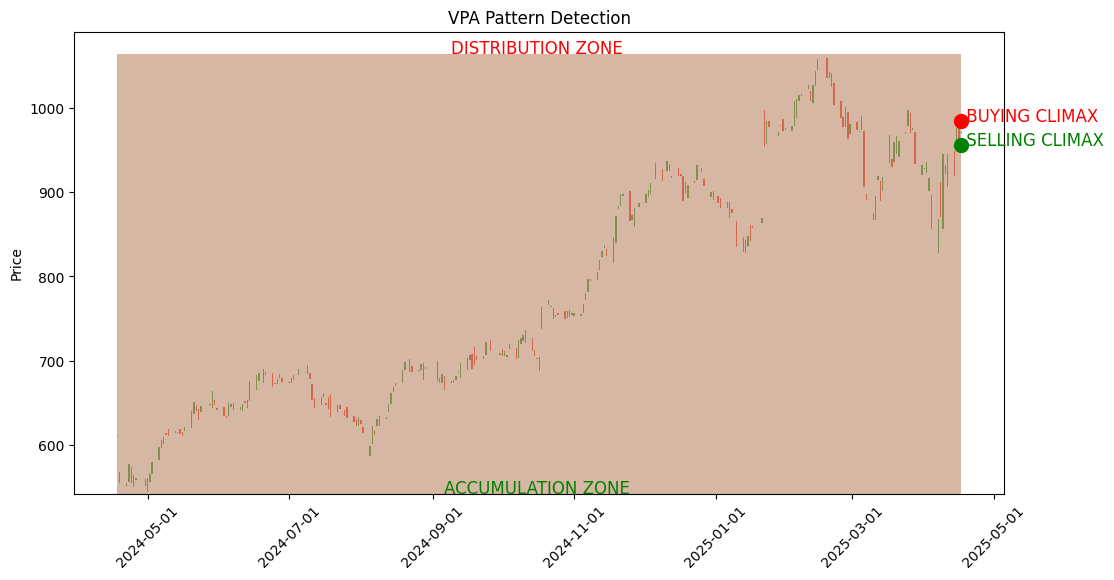 VPA Pattern Detection
DISTRIBUTION ZONE
1000
BUYING CLIMAX
SELLING CLIMAX
900
Price
800
700
600
ACCUMULATION ZONE
2024-05-01
2024-07-01
2024-09-01
2024-11-01
2025-01-01
2025-03-01
2025-05-01